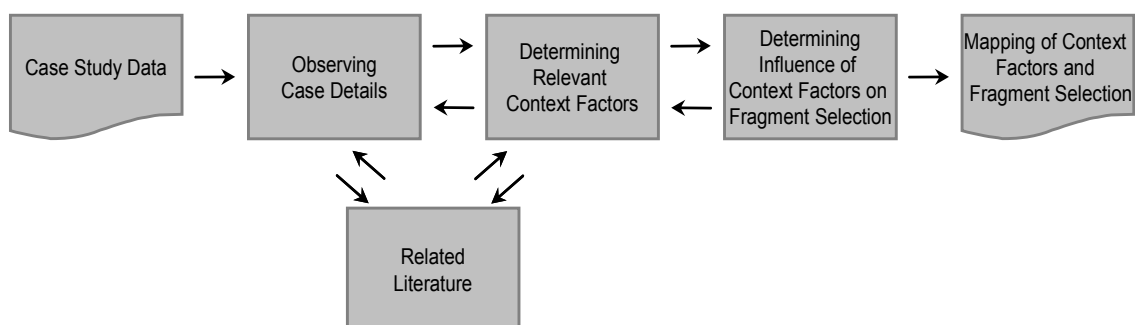 Case Study Data
Observing
Case Details
Determining
Relevant
Context Factors
Determining
Influence of
Context Factors on
Fragment Selection
Mapping of Context
Factors and
Fragment Selection
Related
Literature